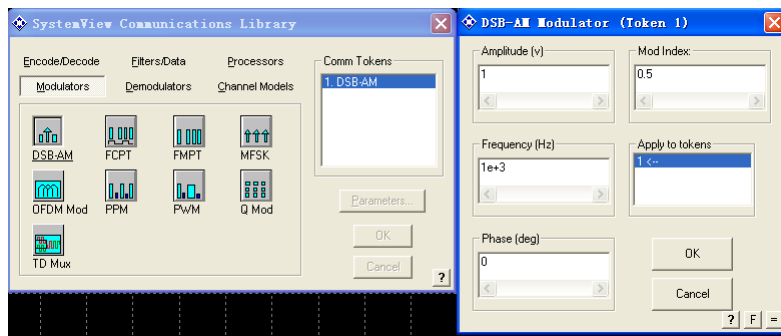 SystemView Communications Library
Encode/Decode Filters/Data Processors
Modulators Demodulators Channel Models
DSB-AM FCPT FMPT MFSK
OFDM Mod PPM PWM Q Mod
TD Mux
Comm Tokens
1. DSB-AM
Parameters...
OK
Cancel
?
DSB-AM Modulator (Token 1)
Amplitude (v)
1
Mod Index:
0.5
Frequency (Hz)
1e+3
Apply to tokens
1 <--
Phase (deg)
0
OK
Cancel
? F =